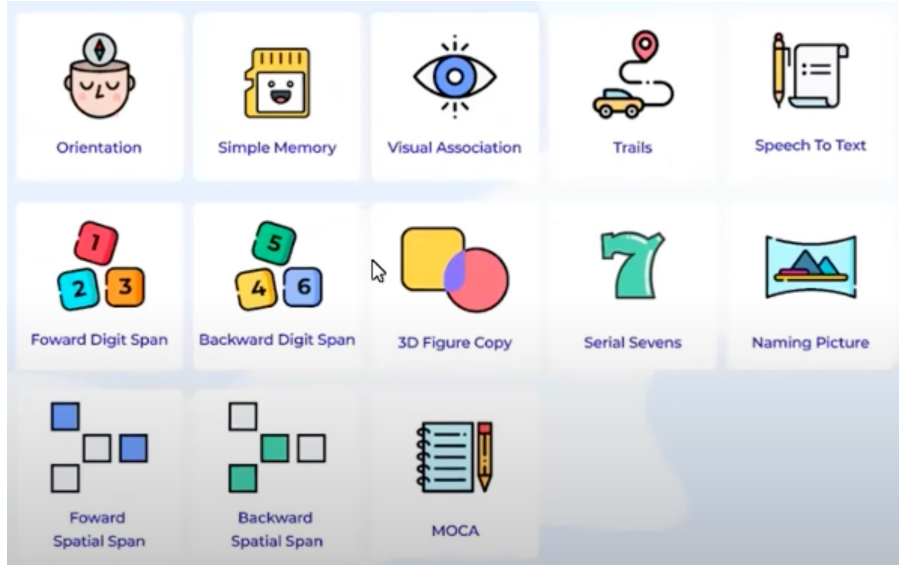 Orientation
Simple Memory
Visual Association
Trails
Speech To Text
1
2 3
5
4 6
7
Foward Digit Span
Backward Digit Span
3D Figure Copy
Serial Sevens
Naming Picture
Foward
Spatial Span
Backward
Spatial Span
MOCA